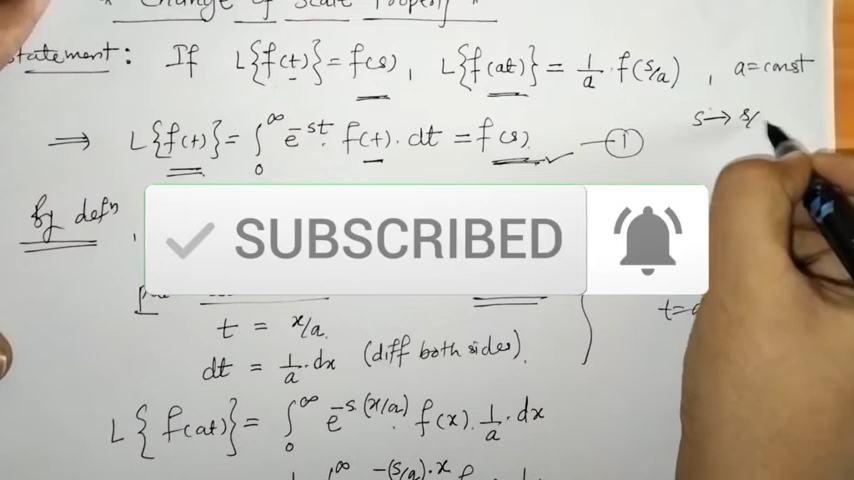 * Change of Scale Property *
Statement: If L{f(t)} = f(s), L{f(at)} = 1/a . f(s/a) , a = const
⟹ L{f(t)} = ∫₀^∞ e^-st . f(t) . dt = f(s). ✓ —①
s → s/
By defn ,
SUBSCRIBED
t =
t = x/a.
dt = 1/a . dx (diff both sides).
L{f(at)} = ∫₀^∞ e^-s.(x/a) . f(x) . 1/a . dx
∫^∞ e^-(s/a).x